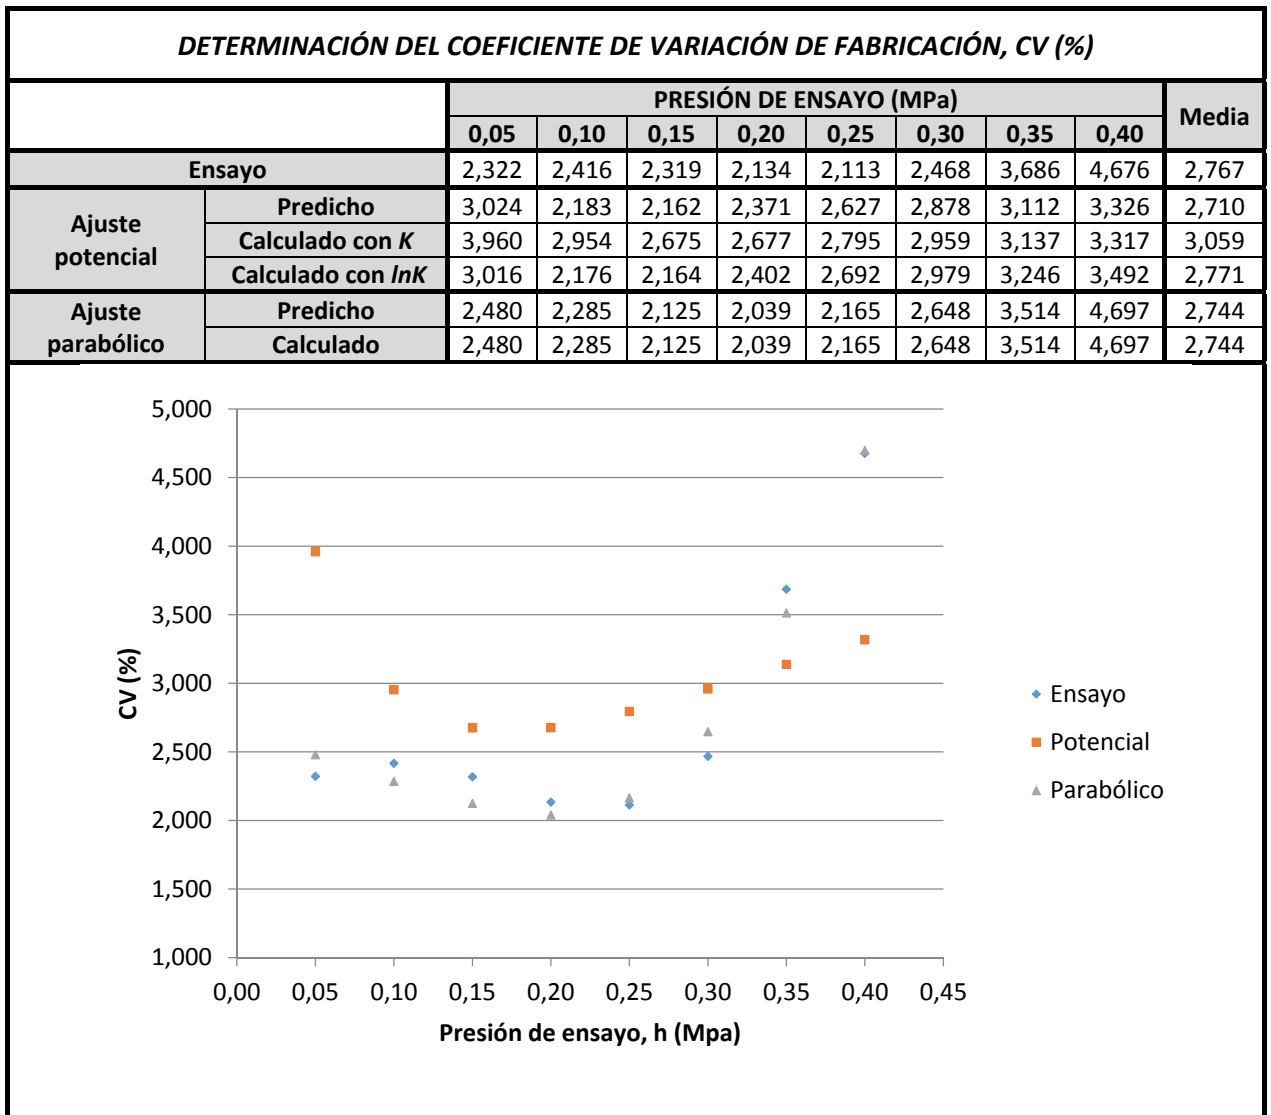 DETERMINACIÓN DEL COEFICIENTE DE VARIACIÓN DE FABRICACIÓN, CV (%)
PRESIÓN DE ENSAYO (MPa) Media
0,05 0,10 0,15 0,20 0,25 0,30 0,35 0,40
Ensayo 2,322 2,416 2,319 2,134 2,113 2,468 3,686 4,676 2,767
Ajuste potencial
Predicho 3,024 2,183 2,162 2,371 2,627 2,878 3,112 3,326 2,710
Calculado con K 3,960 2,954 2,675 2,677 2,795 2,959 3,137 3,317 3,059
Calculado con lnK 3,016 2,176 2,164 2,402 2,692 2,979 3,246 3,492 2,771
Ajuste parabólico
Predicho 2,480 2,285 2,125 2,039 2,165 2,648 3,514 4,697 2,744
Calculado 2,480 2,285 2,125 2,039 2,165 2,648 3,514 4,697 2,744
5,000
4,500
4,000
3,500
3,000
2,500
2,000
1,500
1,000
CV (%)
0,00 0,05 0,10 0,15 0,20 0,25 0,30 0,35 0,40 0,45
Presión de ensayo, h (Mpa)
Ensayo
Potencial
Parabólico